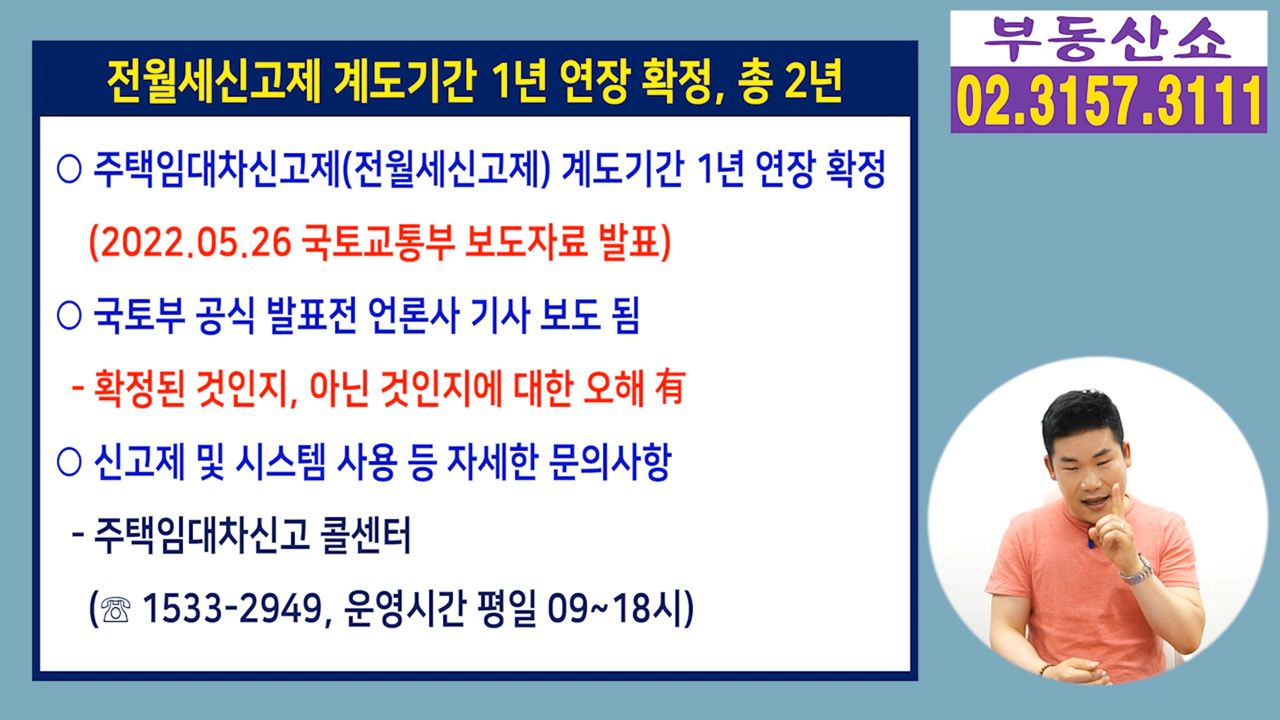 전월세신고제 계도기간 1년 연장 확정, 총 2년
○ 주택임대차신고제(전월세신고제) 계도기간 1년 연장 확정
(2022.05.26 국토교통부 보도자료 발표)
○ 국토부 공식 발표전 언론사 기사 보도 됨
- 확정된 것인지, 아닌 것인지에 대한 오해 有
○ 신고제 및 시스템 사용 등 자세한 문의사항
- 주택임대차신고 콜센터
(☏ 1533-2949, 운영시간 평일 09~18시)
부동산쇼
02.3157.3111